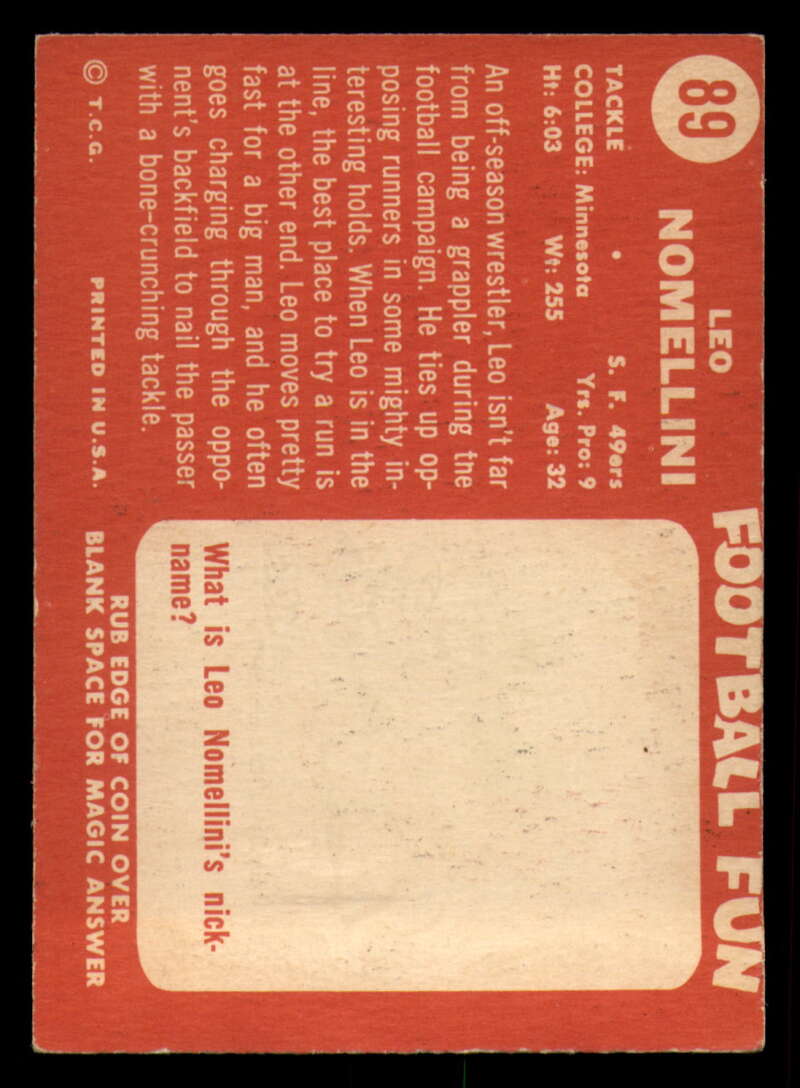 89
LEO
NOMELLINI
TACKLE • S. F. 49ers
COLLEGE: Minnesota Yrs. Pro: 9
Ht: 6:03 Wt: 255 Age: 32
An off-season wrestler, Leo isn't far
from being a grappler during the
football campaign. He ties up op-
posing runners in some mighty in-
teresting holds. When Leo is in the
line, the best place to try a run is
at the other end. Leo moves pretty
fast for a big man, and he often
goes charging through the oppo-
nent's backfield to nail the passer
with a bone-crunching tackle.
© T.C.G. PRINTED IN U.S.A.
FOOTBALL FUN
What is Leo Nomellini's nick-
name?
RUB EDGE OF COIN OVER
BLANK SPACE FOR MAGIC ANSWER